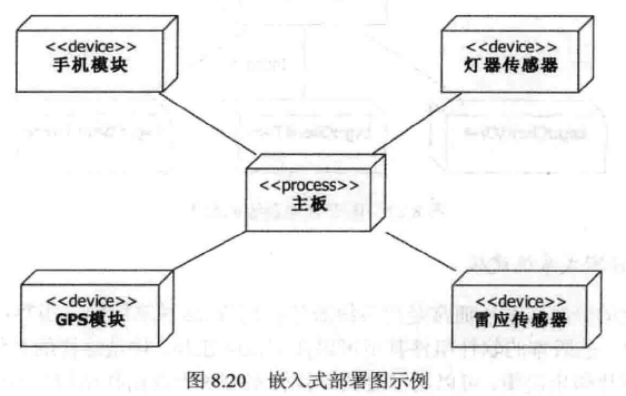 <<device>>
手机模块
<<device>>
灯器传感器
<<process>>
主板
<<device>>
GPS模块
<<device>>
雷应传感器
图 8.20 嵌入式部署图示例